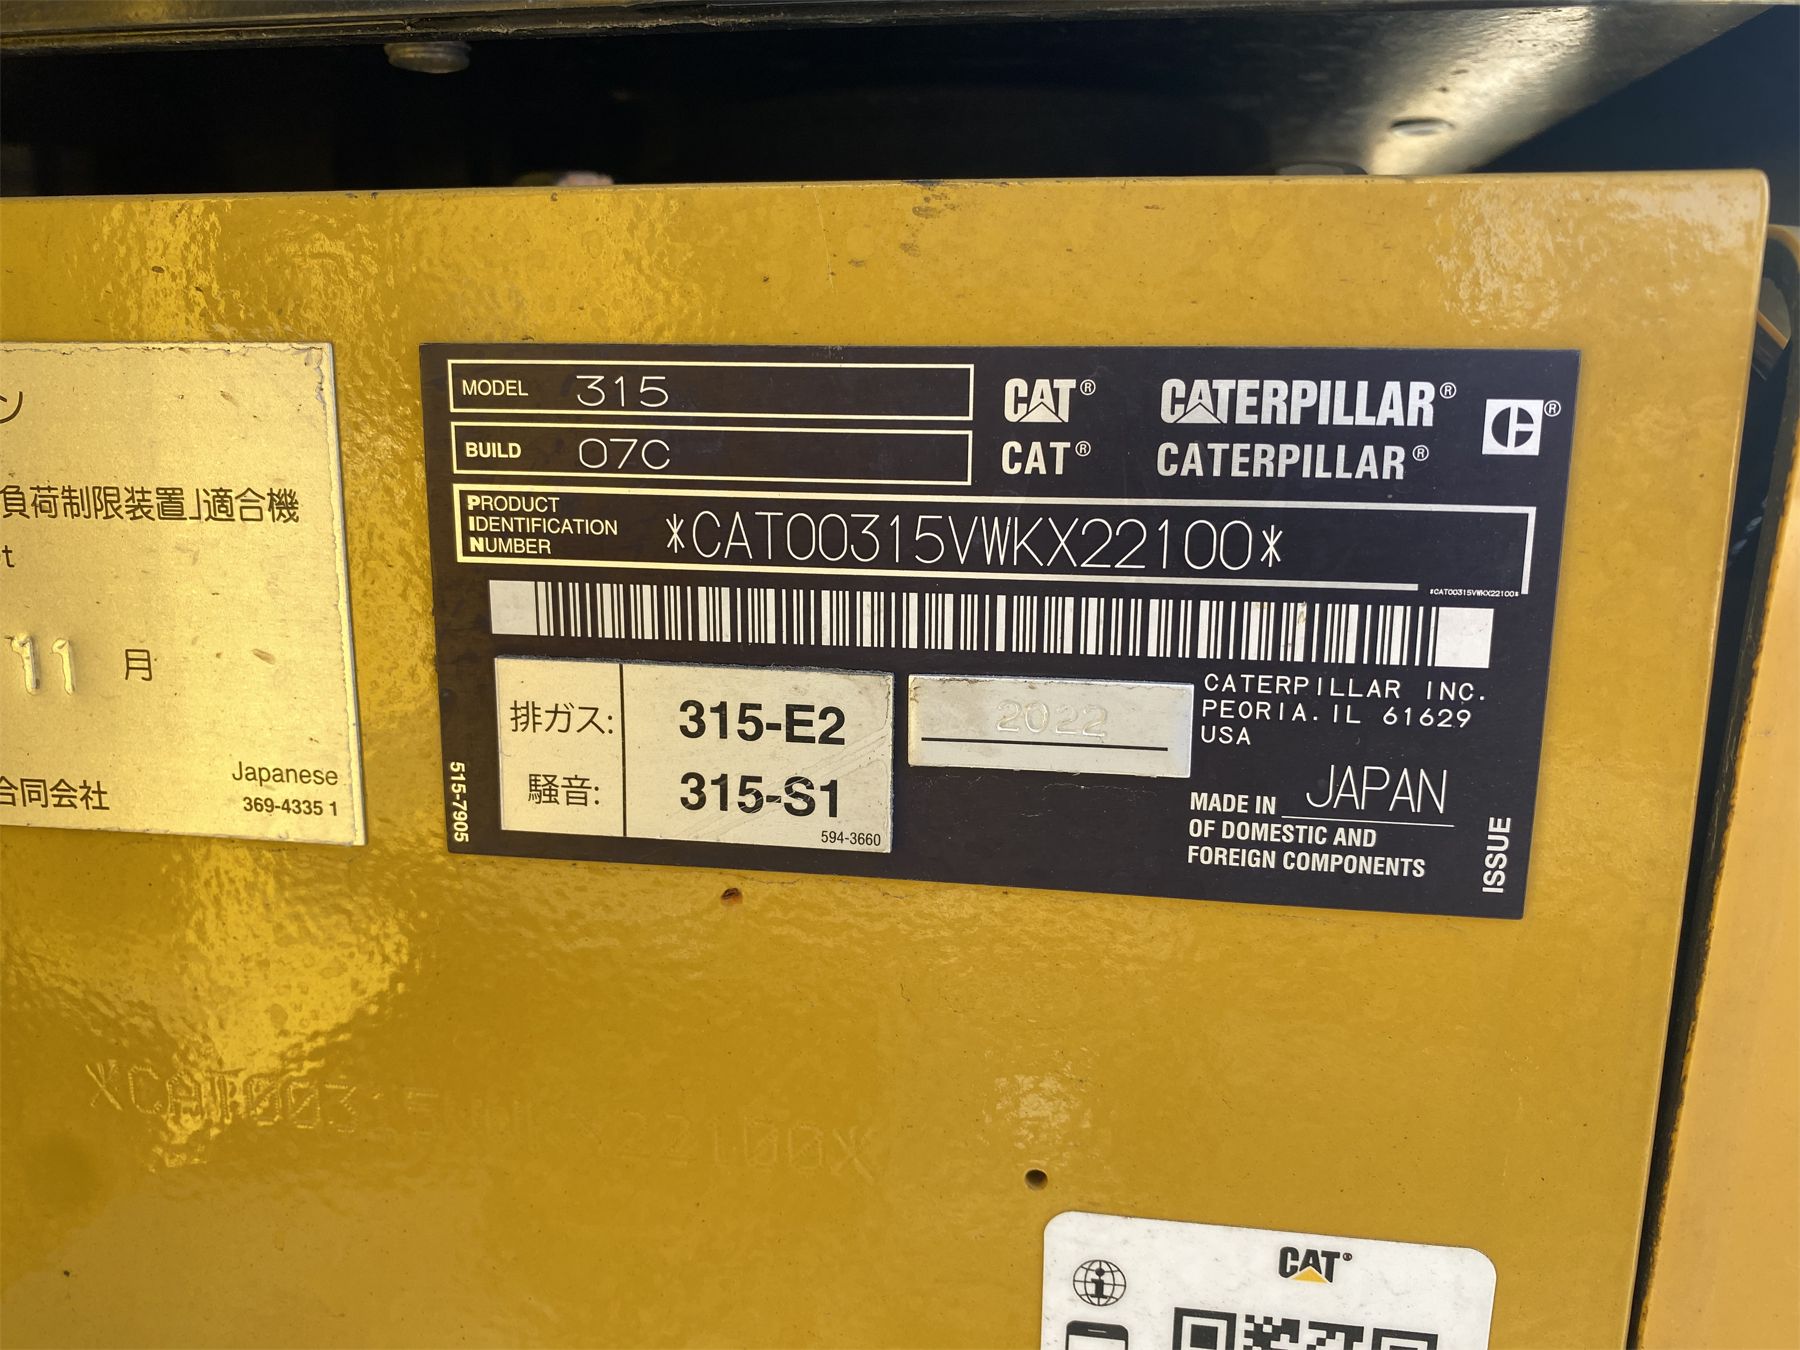 ン
負荷制限装置」適合機
t
11 月
合同会社
Japanese
369-4335 1
MODEL 315
BUILD 07C
CAT® CATERPILLAR®
CAT® CATERPILLAR®
PRODUCT
IDENTIFICATION
NUMBER
*CAT00315VWKX22100*
*CAT00315VWKX22100*
排ガス: 315-E2
騒音: 315-S1
594-3660
515-7905
2022
CATERPILLAR INC.
PEORIA. IL 61629
USA
MADE IN JAPAN
OF DOMESTIC AND
FOREIGN COMPONENTS
ISSUE
*CAT00315 22100*
CAT®